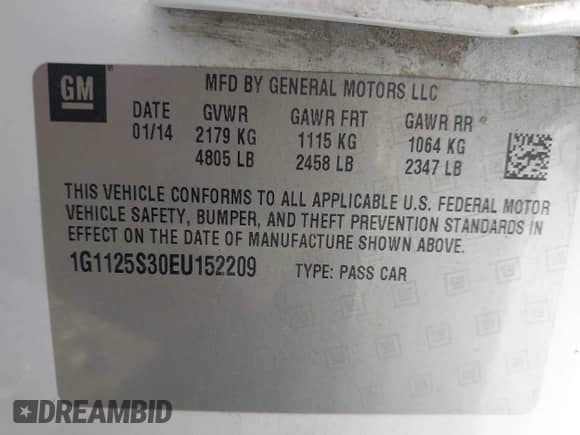 GM
MFD BY GENERAL MOTORS LLC
DATE GVWR GAWR FRT GAWR RR
01/14 2179 KG 1115 KG 1064 KG
4805 LB 2458 LB 2347 LB
THIS VEHICLE CONFORMS TO ALL APPLICABLE U.S. FEDERAL MOTOR
VEHICLE SAFETY, BUMPER, AND THEFT PREVENTION STANDARDS IN
EFFECT ON THE DATE OF MANUFACTURE SHOWN ABOVE.
1G1125S30EU152209 TYPE: PASS CAR
DREAMBID